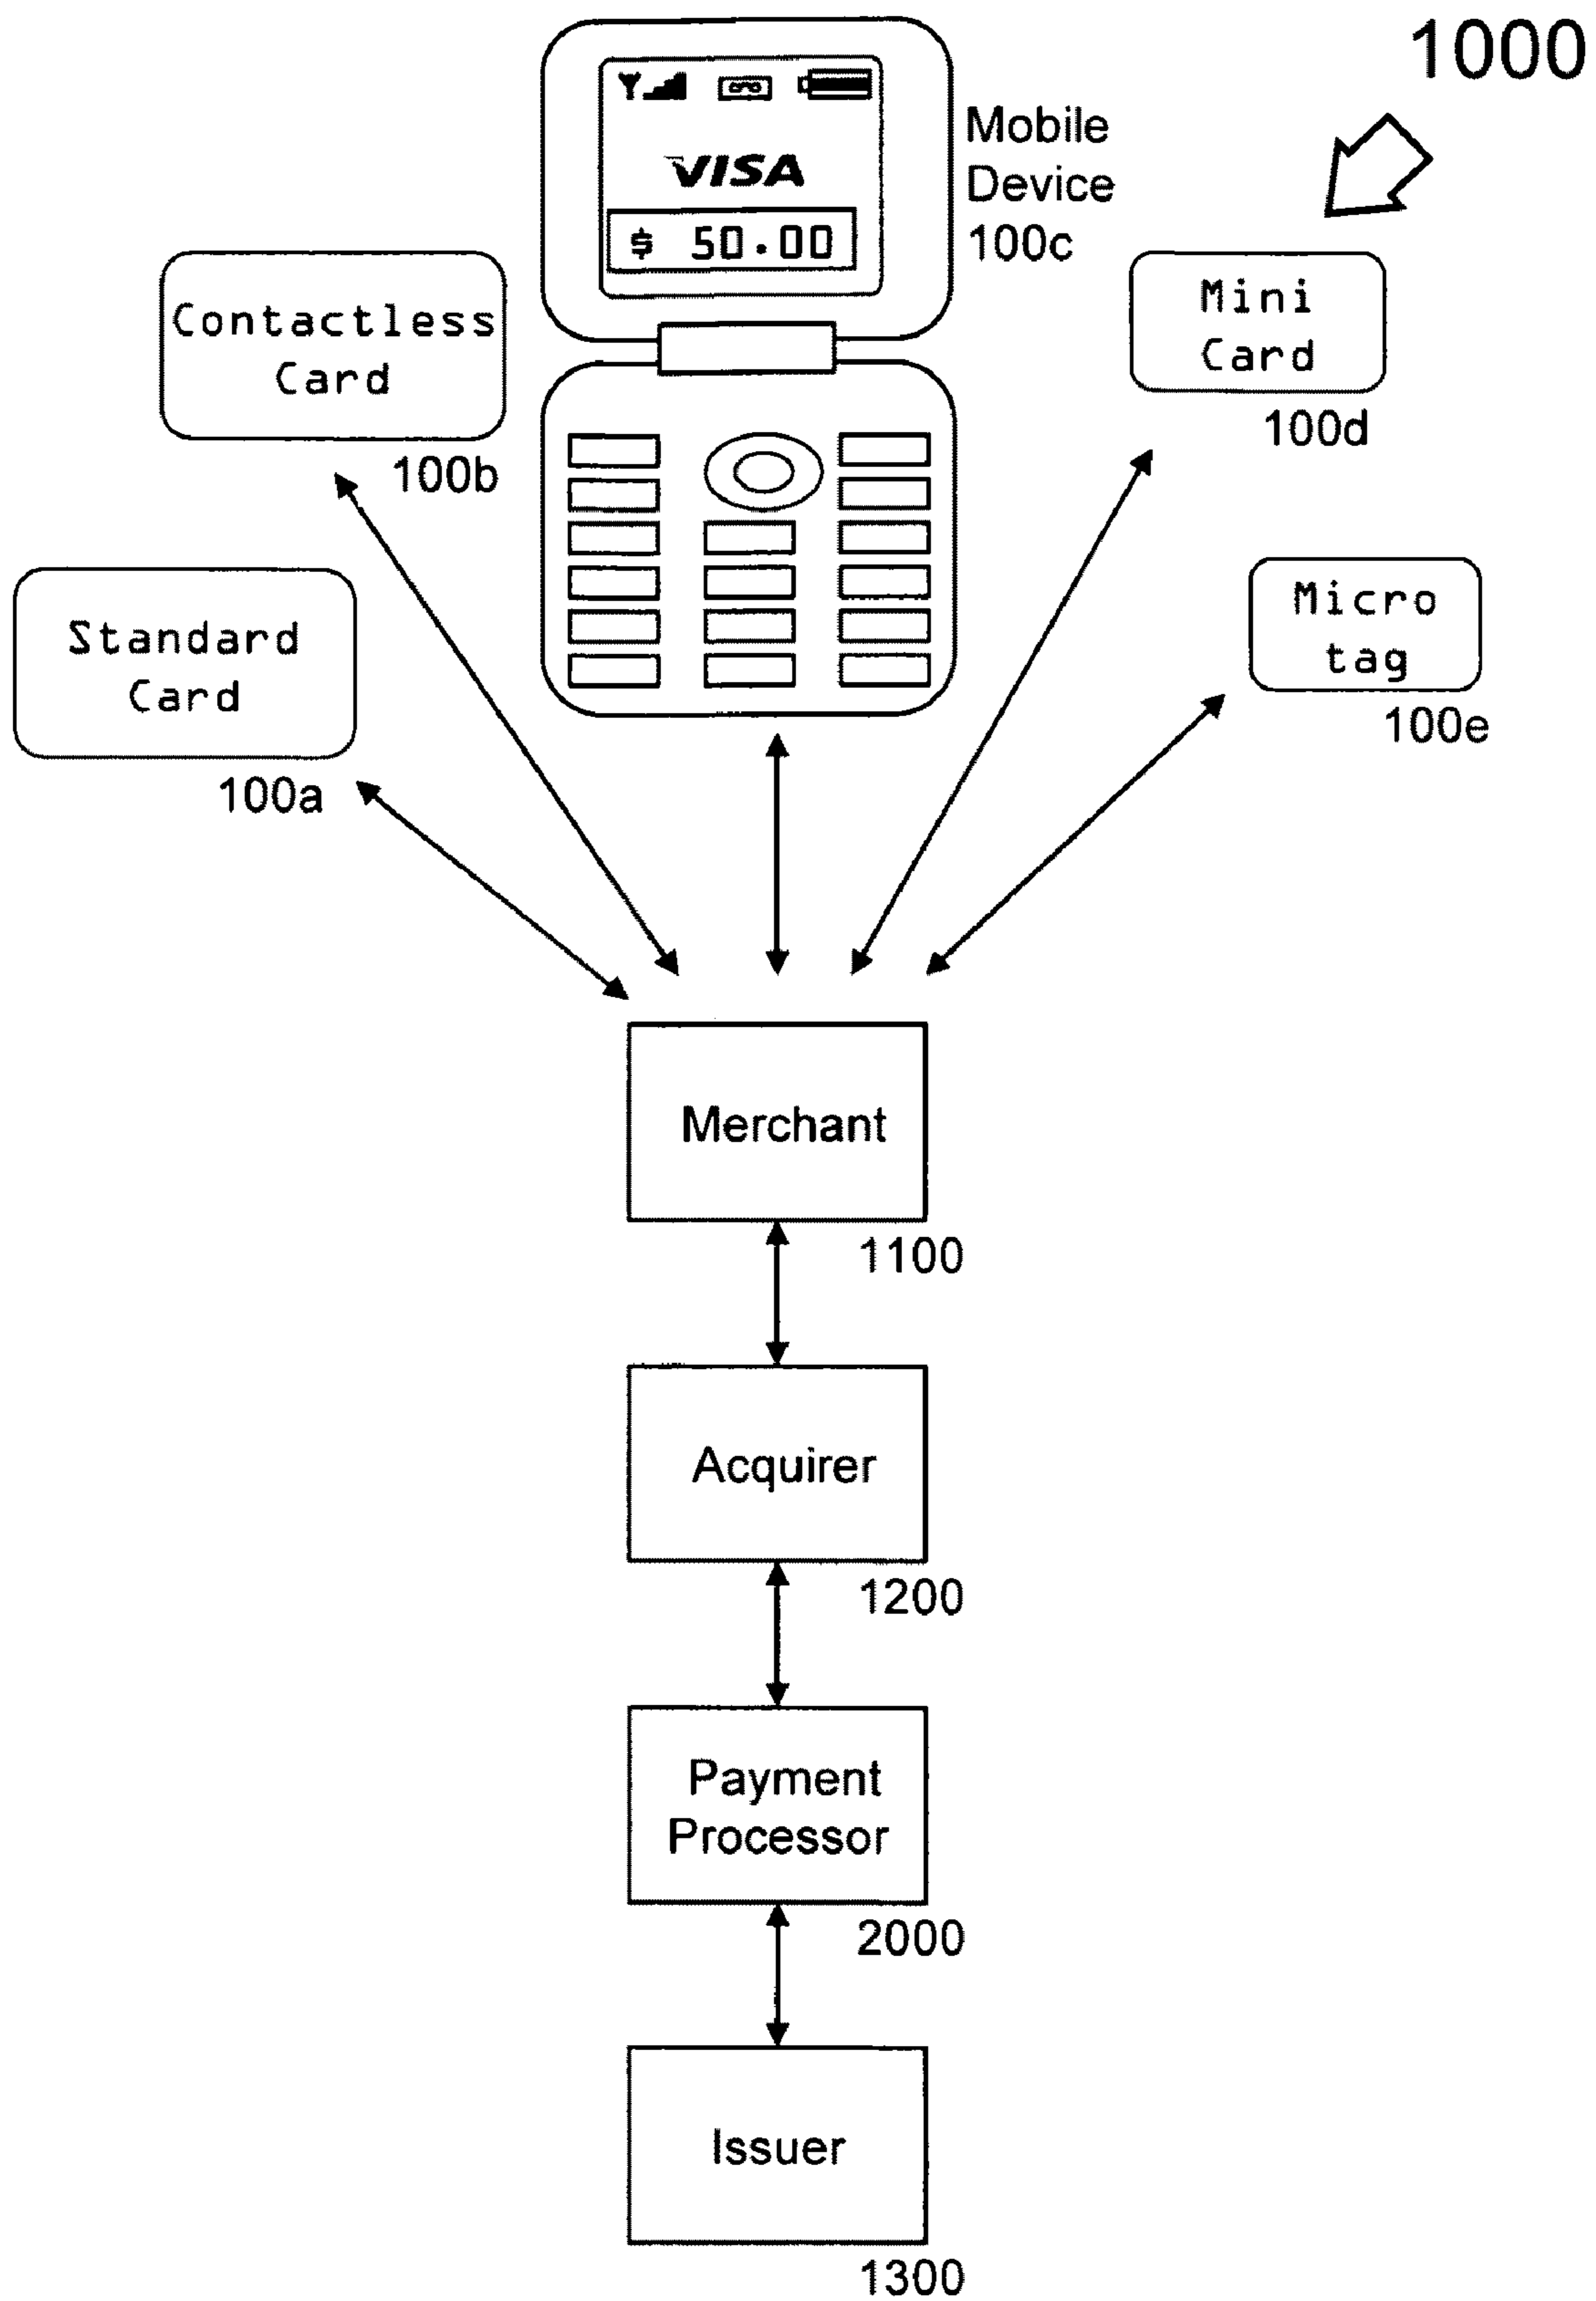 1000
VISA
$ 50.00
Mobile
Device
100c
Contactless
Card
100b
Mini
Card
100d
Standard
Card
100a
Micro
tag
100e
Merchant
1100
Acquirer
1200
Payment
Processor
2000
Issuer
1300